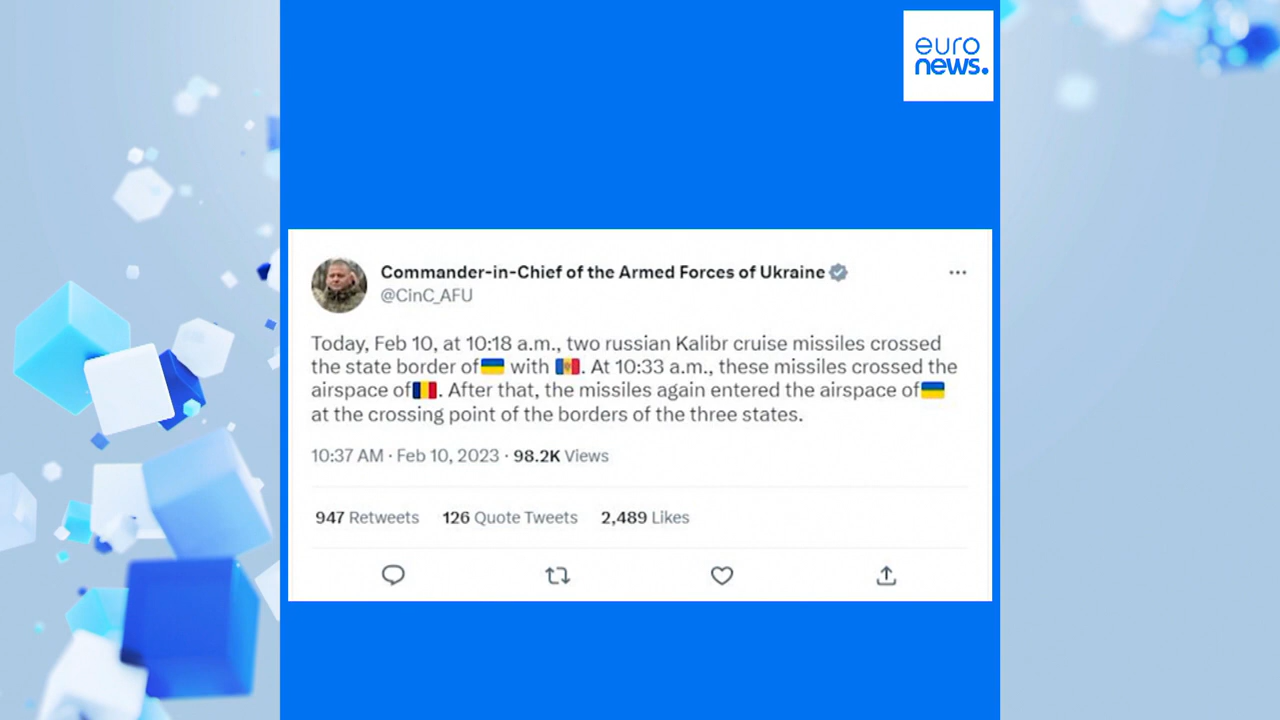 euro
news.
Commander-in-Chief of the Armed Forces of Ukraine
@CinC_AFU
Today, Feb 10, at 10:18 a.m., two russian Kalibr cruise missiles crossed
the state border of🇺🇦 with 🇲🇩. At 10:33 a.m., these missiles crossed the
airspace of🇷🇴. After that, the missiles again entered the airspace of🇺🇦
at the crossing point of the borders of the three states.
10:37 AM · Feb 10, 2023 · 98.2K Views
947 Retweets 126 Quote Tweets 2,489 Likes